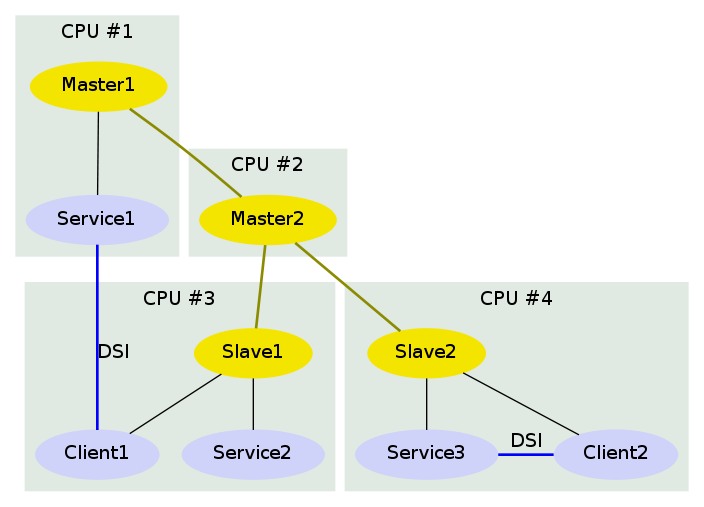 CPU #1
Master1
CPU #2
Service1
Master2
CPU #3
CPU #4
DSI
Slave1
Slave2
Client1
Service2
Service3
DSI
Client2